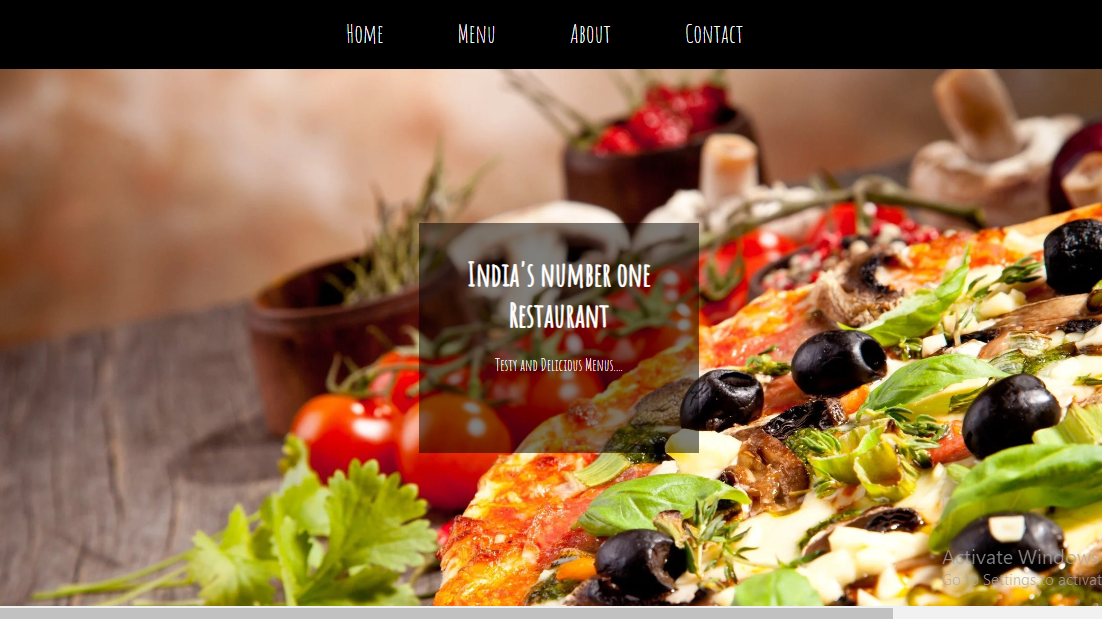 Home Menu About Contact
India's number one
Restaurant
Testy and Delicious Menus....
Activate Windows
Go to Settings to activat